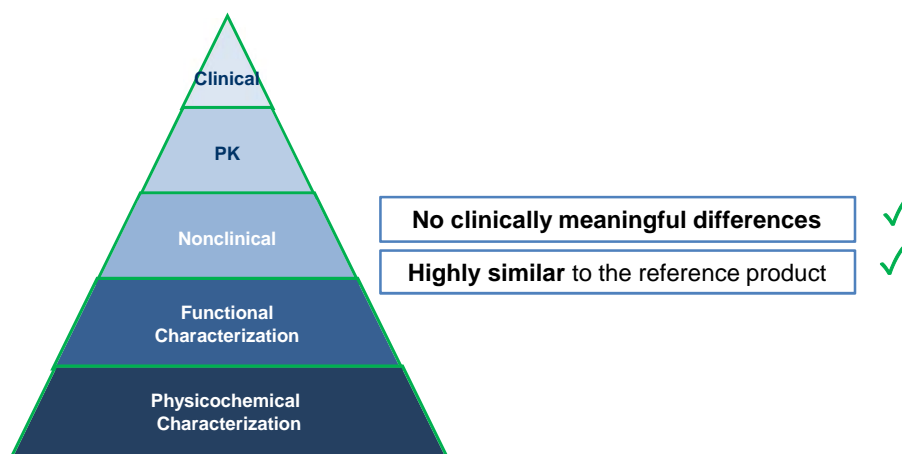 Clinical
PK
Nonclinical
Functional
Characterization
Physicochemical
Characterization
No clinically meaningful differences
Highly similar to the reference product